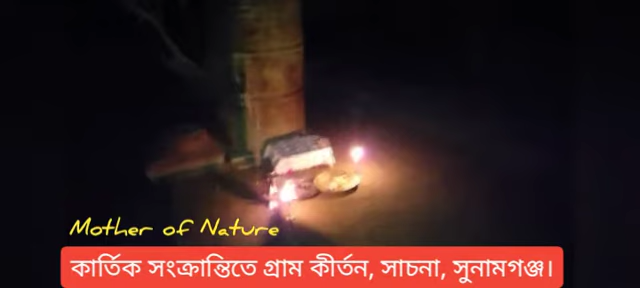 Mother of Nature
কার্তিক সংক্রান্তিতে গ্রাম কীর্তন, সাচনা, সুনামগঞ্জ।